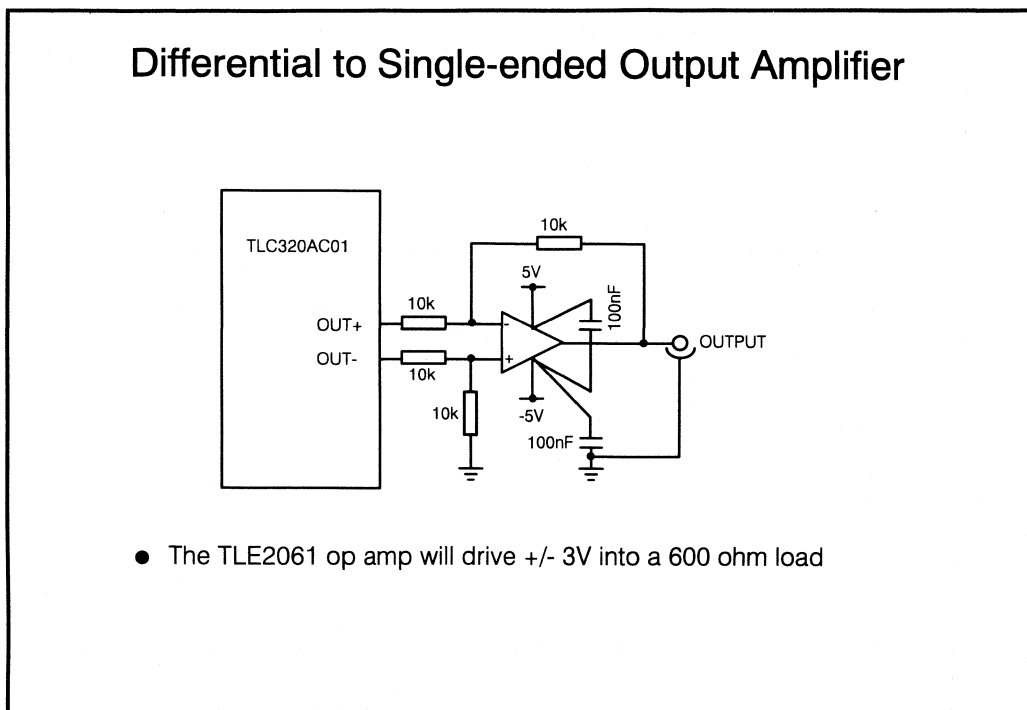 Differential to Single-ended Output Amplifier
TLC320AC01
10k
5V
100nF
10k
OUT+
-
OUTPUT
OUT-
+
10k
10k
-5V
100nF
● The TLE2061 op amp will drive +/- 3V into a 600 ohm load